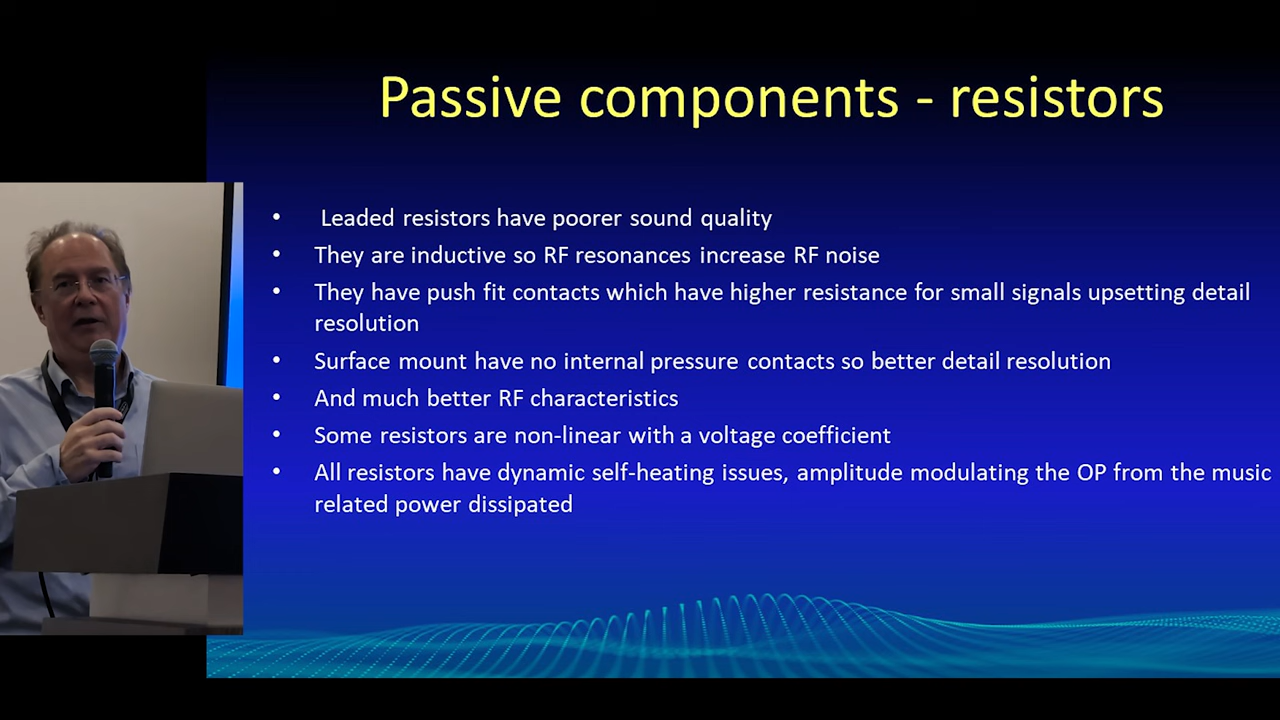 Passive components - resistors
• Leaded resistors have poorer sound quality
• They are inductive so RF resonances increase RF noise
• They have push fit contacts which have higher resistance for small signals upsetting detail
resolution
• Surface mount have no internal pressure contacts so better detail resolution
• And much better RF characteristics
• Some resistors are non-linear with a voltage coefficient
• All resistors have dynamic self-heating issues, amplitude modulating the OP from the music
related power dissipated